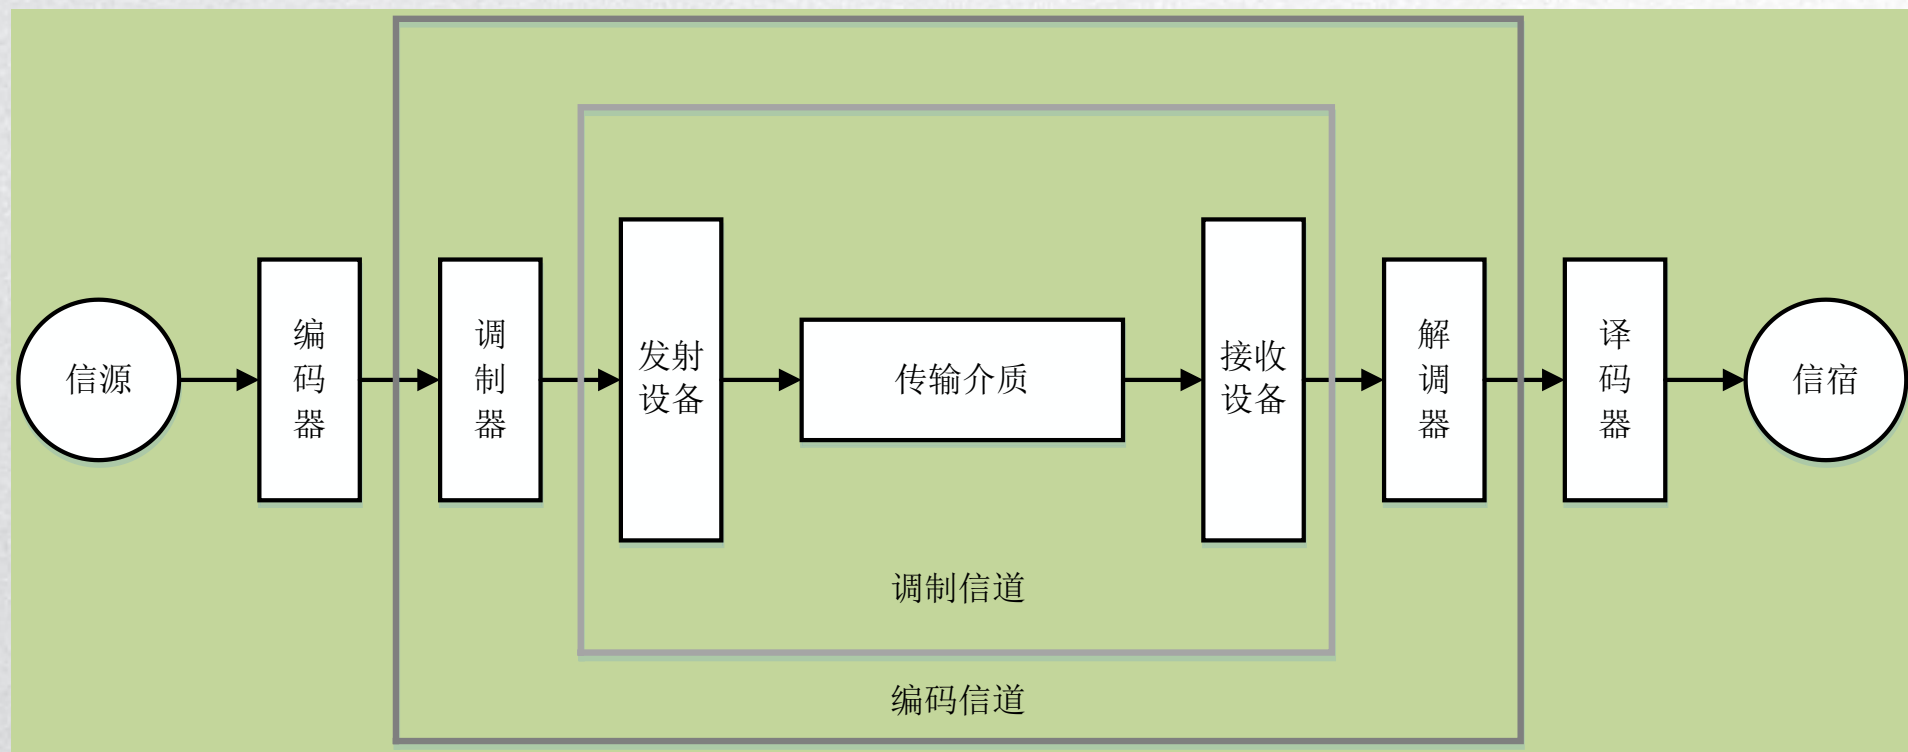 信源
编
码
器
调
制
器
发射
设备
传输介质
接收
设备
解
调
器
译
码
器
信宿
调制信道
编码信道